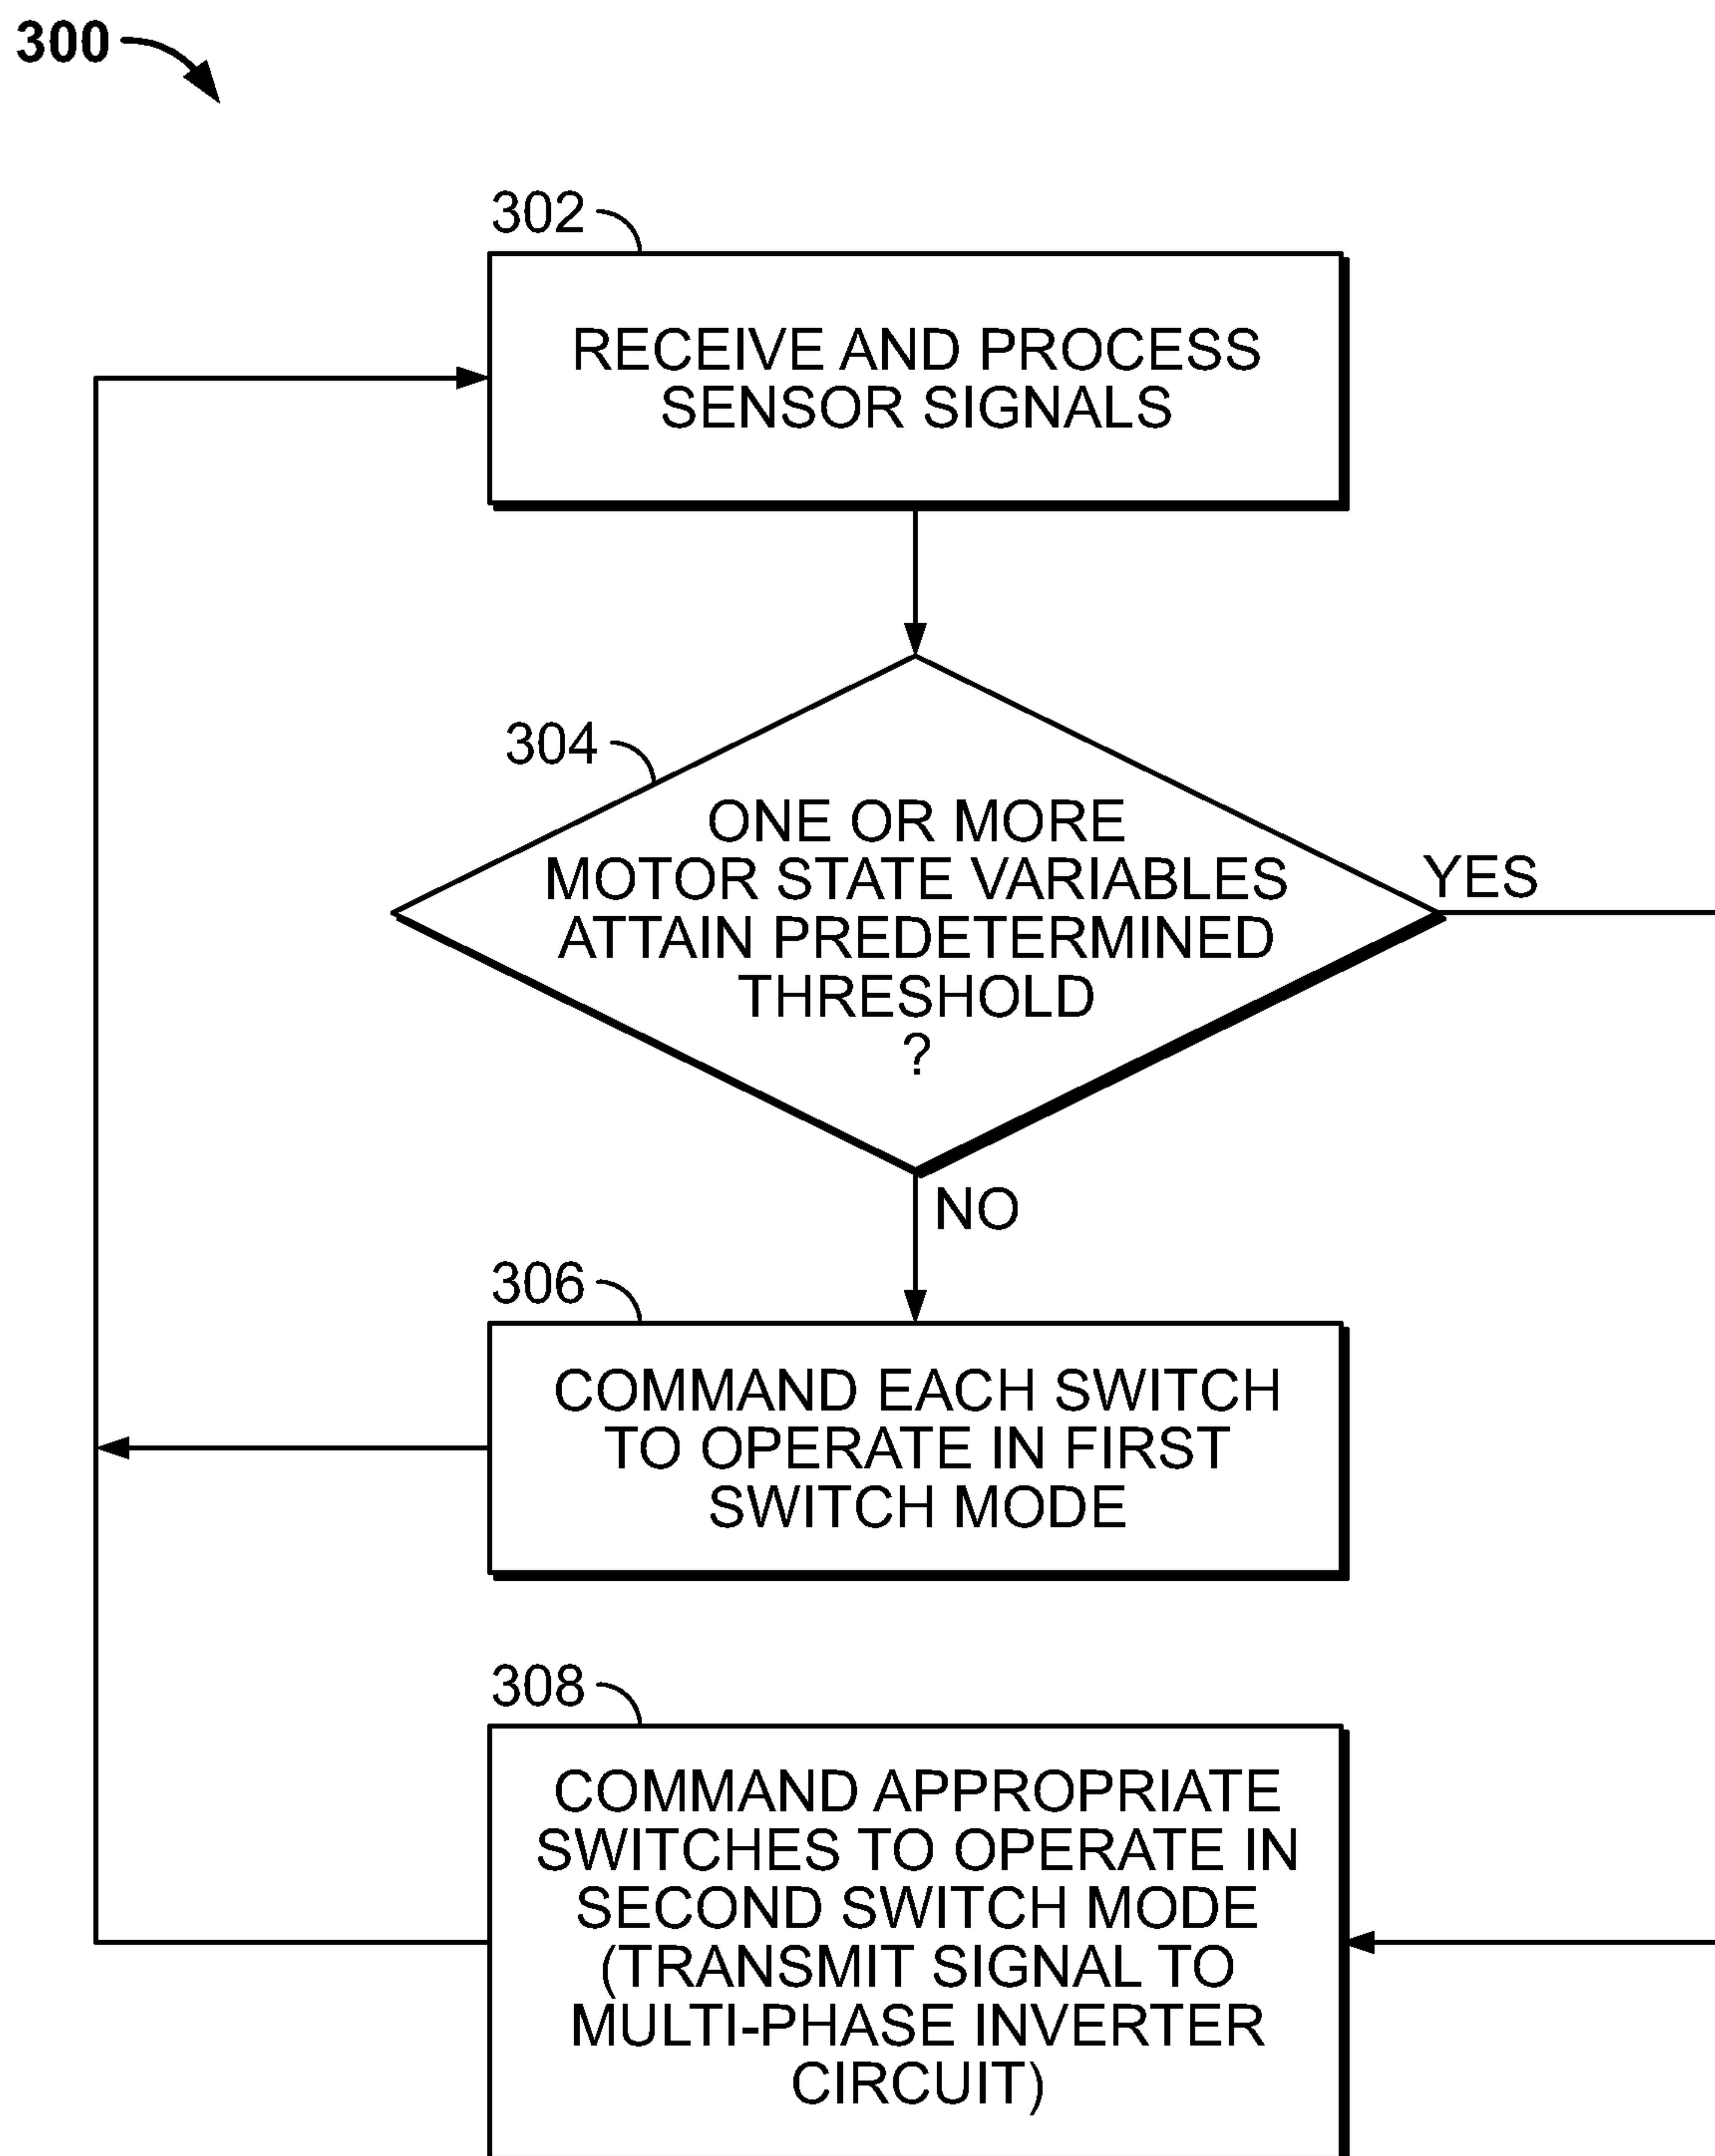 300
302
RECEIVE AND PROCESS
SENSOR SIGNALS
304
ONE OR MORE
MOTOR STATE VARIABLES
ATTAIN PREDETERMINED
THRESHOLD
?
YES
NO
306
COMMAND EACH SWITCH
TO OPERATE IN FIRST
SWITCH MODE
308
COMMAND APPROPRIATE
SWITCHES TO OPERATE IN
SECOND SWITCH MODE
(TRANSMIT SIGNAL TO
MULTI-PHASE INVERTER
CIRCUIT)